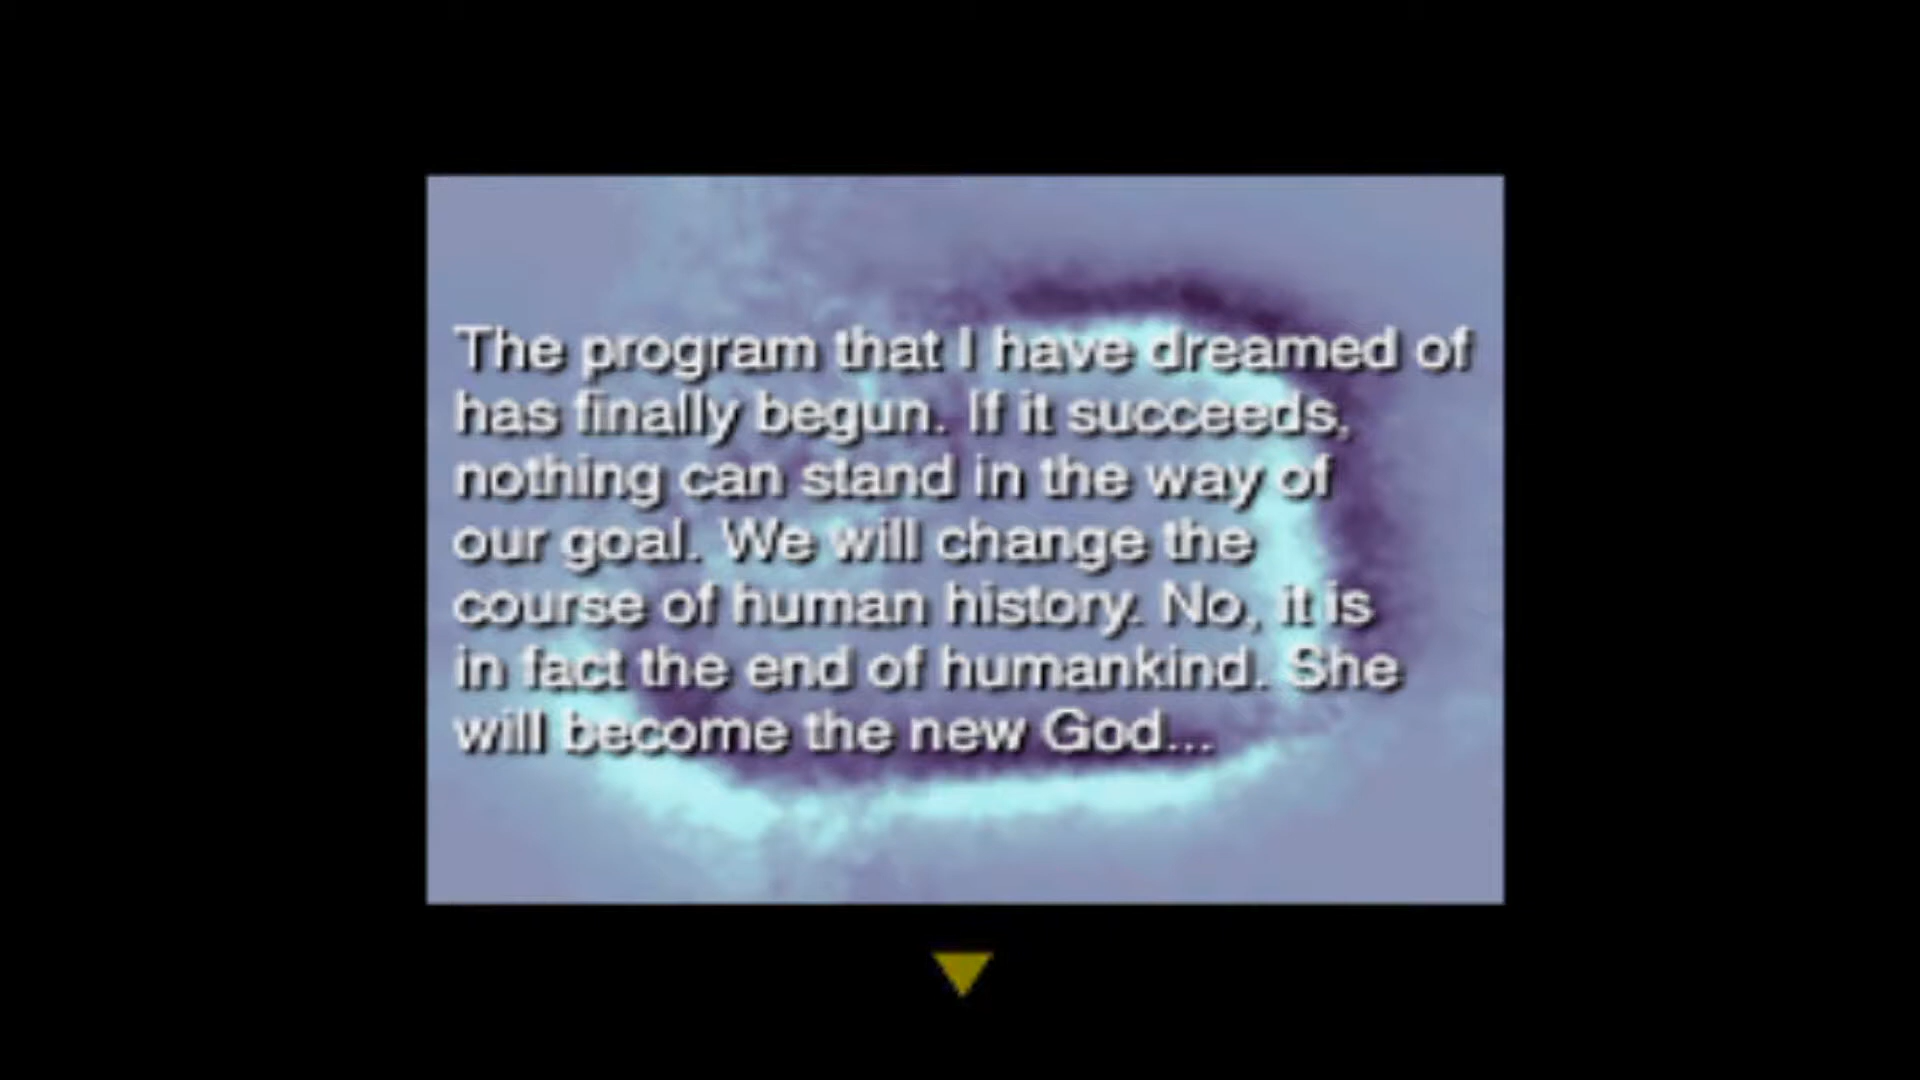 The program that I have dreamed of
has finally begun. If it succeeds,
nothing can stand in the way of
our goal. We will change the
course of human history. No, it is
in fact the end of humankind. She
will become the new God...